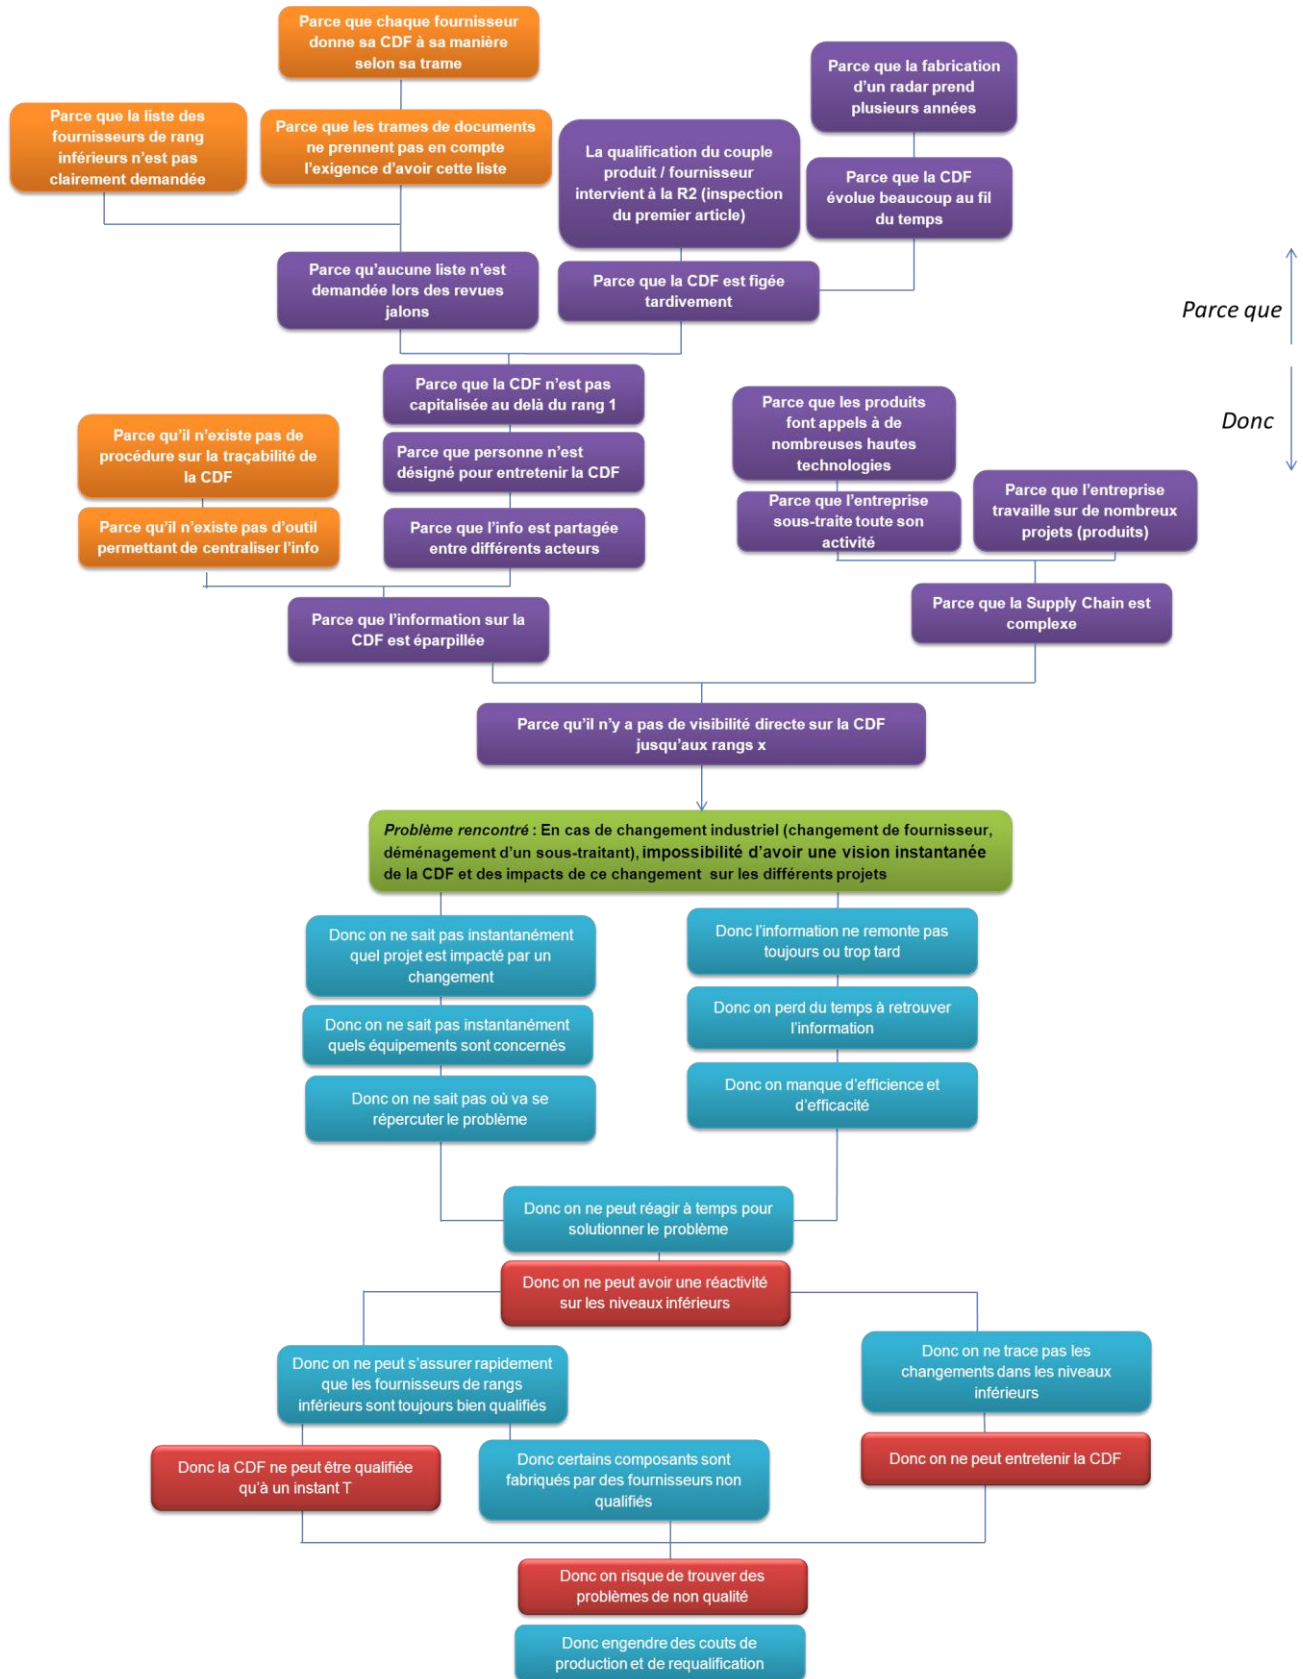 Parce que chaque fournisseur
donne sa CDF à sa manière
selon sa trame
Parce que la fabrication
d'un radar prend
plusieurs années
Parce que la liste des
fournisseurs de rang
inférieurs n'est pas
clairement demandée
Parce que les trames de documents
ne prennent pas en compte
l'exigence d'avoir cette liste
La qualification du couple
produit / fournisseur
intervient à la R2 (inspection
du premier article)
Parce que la CDF
évolue beaucoup au fil
du temps
Parce qu'aucune liste n'est
demandée lors des revues
jalons
Parce que la CDF est figée
tardivement
Parce que
Donc
Parce que la CDF n'est pas
capitalisée au delà du rang 1
Parce que les produits
font appels à de
nombreuses hautes
technologies
Parce qu'il n'existe pas de
procédure sur la traçabilité de
la CDF
Parce que personne n'est
désigné pour entretenir la CDF
Parce que l'entreprise
sous-traite toute son
activité
Parce que l'entreprise
travaille sur de nombreux
projets (produits)
Parce qu'il n'existe pas d'outil
permettant de centraliser l'info
Parce que l'info est partagée
entre différents acteurs
Parce que l'information sur la
CDF est éparpillée
Parce que la Supply Chain est
complexe
Parce qu'il n'y a pas de visibilité directe sur la CDF
jusqu'aux rangs x
Problème rencontré : En cas de changement industriel (changement de fournisseur,
déménagement d'un sous-traitant), impossibilité d'avoir une vision instantanée
de la CDF et des impacts de ce changement sur les différents projets
Donc on ne sait pas instantanément
quel projet est impacté par un
changement
Donc l'information ne remonte pas
toujours ou trop tard
Donc on ne sait pas instantanément
quels équipements sont concernés
Donc on perd du temps à retrouver
l'information
Donc on ne sait pas où va se
répercuter le problème
Donc on manque d'efficience et
d'efficacité
Donc on ne peut réagir à temps pour
solutionner le problème
Donc on ne peut avoir une réactivité
sur les niveaux inférieurs
Donc on ne peut s'assurer rapidement
que les fournisseurs de rangs
inférieurs sont toujours bien qualifiés
Donc on ne trace pas les
changements dans les niveaux
inférieurs
Donc la CDF ne peut être qualifiée
qu'à un instant T
Donc certains composants sont
fabriqués par des fournisseurs non
qualifiés
Donc on ne peut entretenir la CDF
Donc on risque de trouver des
problèmes de non qualité
Donc engendre des couts de
production et de requalification